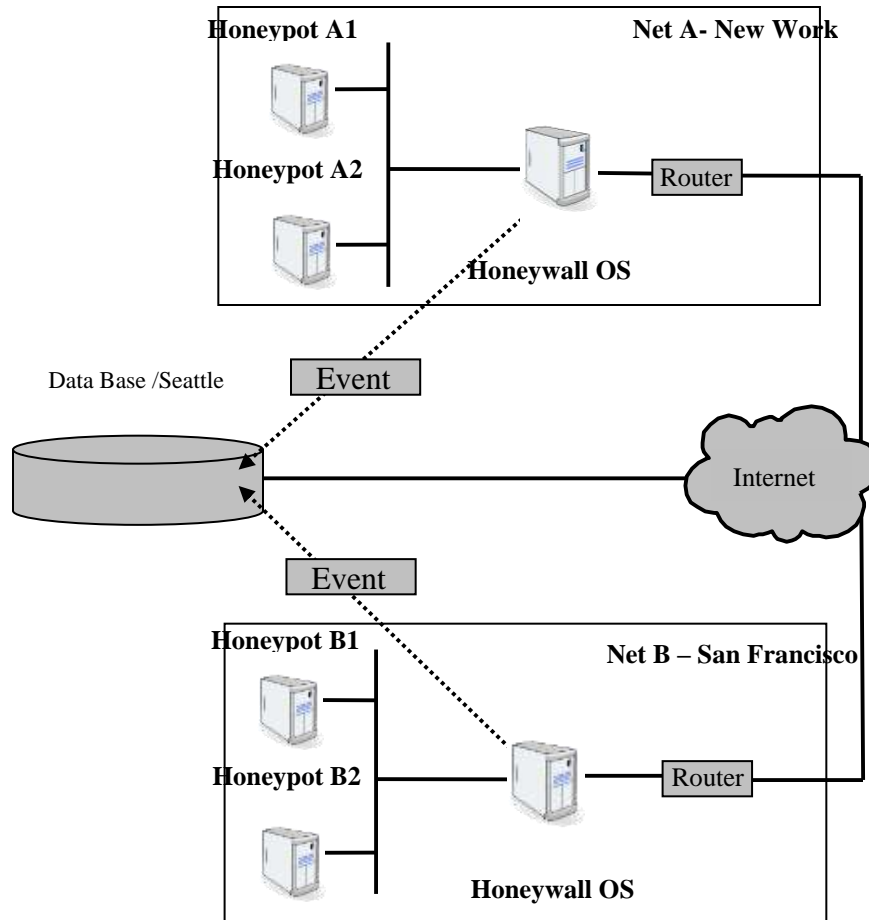 Honeypot A1
Net A- New Work
Honeypot A2
Router
Honeywall OS
Data Base /Seattle
Event
Internet
Event
Honeypot B1
Net B – San Francisco
Honeypot B2
Router
Honeywall OS